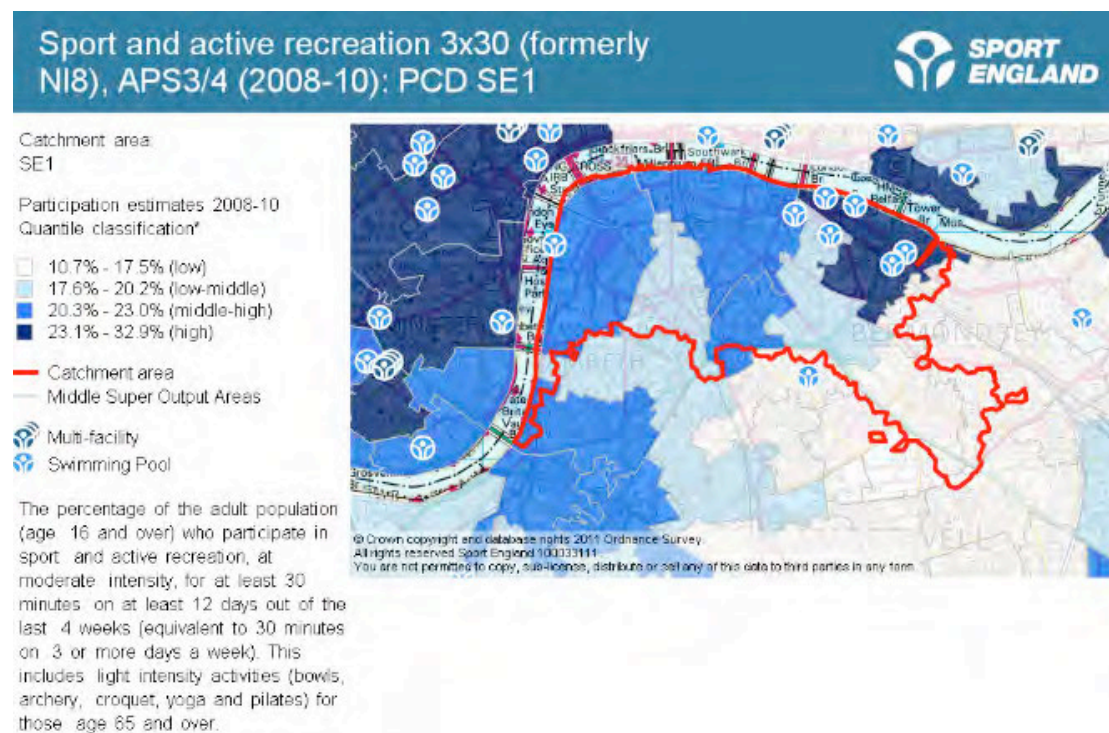 Sport and active recreation 3x30 (formerly
NI8), APS3/4 (2008-10): PCD SE1
SPORT
ENGLAND
Catchment area:
SE1
Participation estimates 2008-10
Quantile classification*
10.7% - 17.5% (low)
17.6% - 20.2% (low-middle)
20.3% - 23.0% (middle-high)
23.1% - 32.9% (high)
Catchment area
Middle Super Output Areas
Multi-facility
Swimming Pool
The percentage of the adult population
(age 16 and over) who participate in
sport and active recreation, at
moderate intensity, for at least 30
minutes on at least 12 days out of the
last 4 weeks (equivalent to 30 minutes
on 3 or more days a week). This
includes light intensity activities (bowls,
archery, croquet, yoga and pilates) for
those age 65 and over.
Blackfriars Br
Southwark
Eye
Belfast
Tower
Br
BERMONDSEY
© Crown copyright and database rights 2011 Ordnance Survey.
All rights reserved Sport England 100033111
You are not permitted to copy, sub-license, distribute or sell any of this data to third parties in any form.